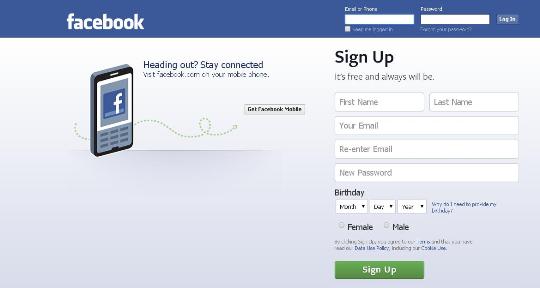 facebook
Email or Phone
Password
Log In
Keep me logged in
Forgot your password?
Heading out? Stay connected
Visit facebook.com on your mobile phone.
Get Facebook Mobile
Sign Up
It's free and always will be.
First Name
Last Name
Your Email
Re-enter Email
New Password
Birthday
Month
Day
Year
Why do I need to provide my
birthday?
Female
Male
By clicking Sign Up, you agree to our Terms and that you have
read our Data Use Policy, including our Cookie Use.
Sign Up